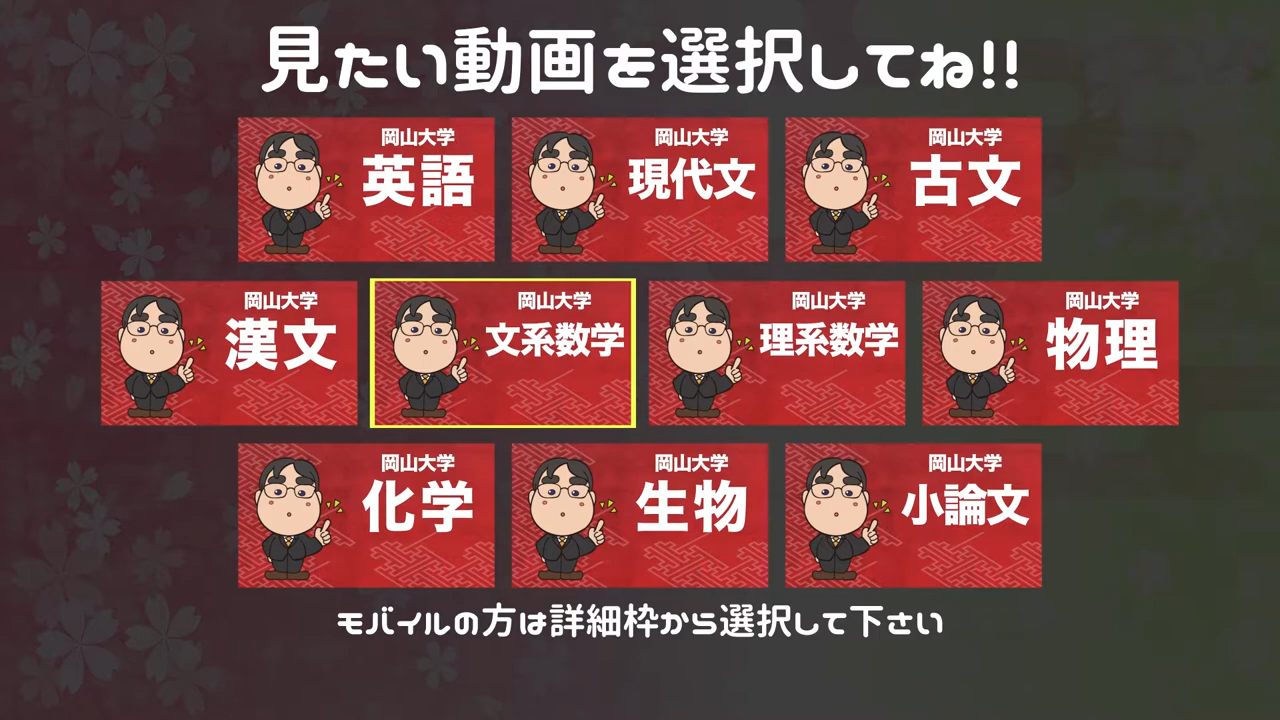 見たい動画を選択してね!!
岡山大学
英語
岡山大学
現代文
岡山大学
古文
岡山大学
漢文
岡山大学
文系数学
岡山大学
理系数学
岡山大学
物理
岡山大学
化学
岡山大学
生物
岡山大学
小論文
モバイルの方は詳細枠から選択して下さい